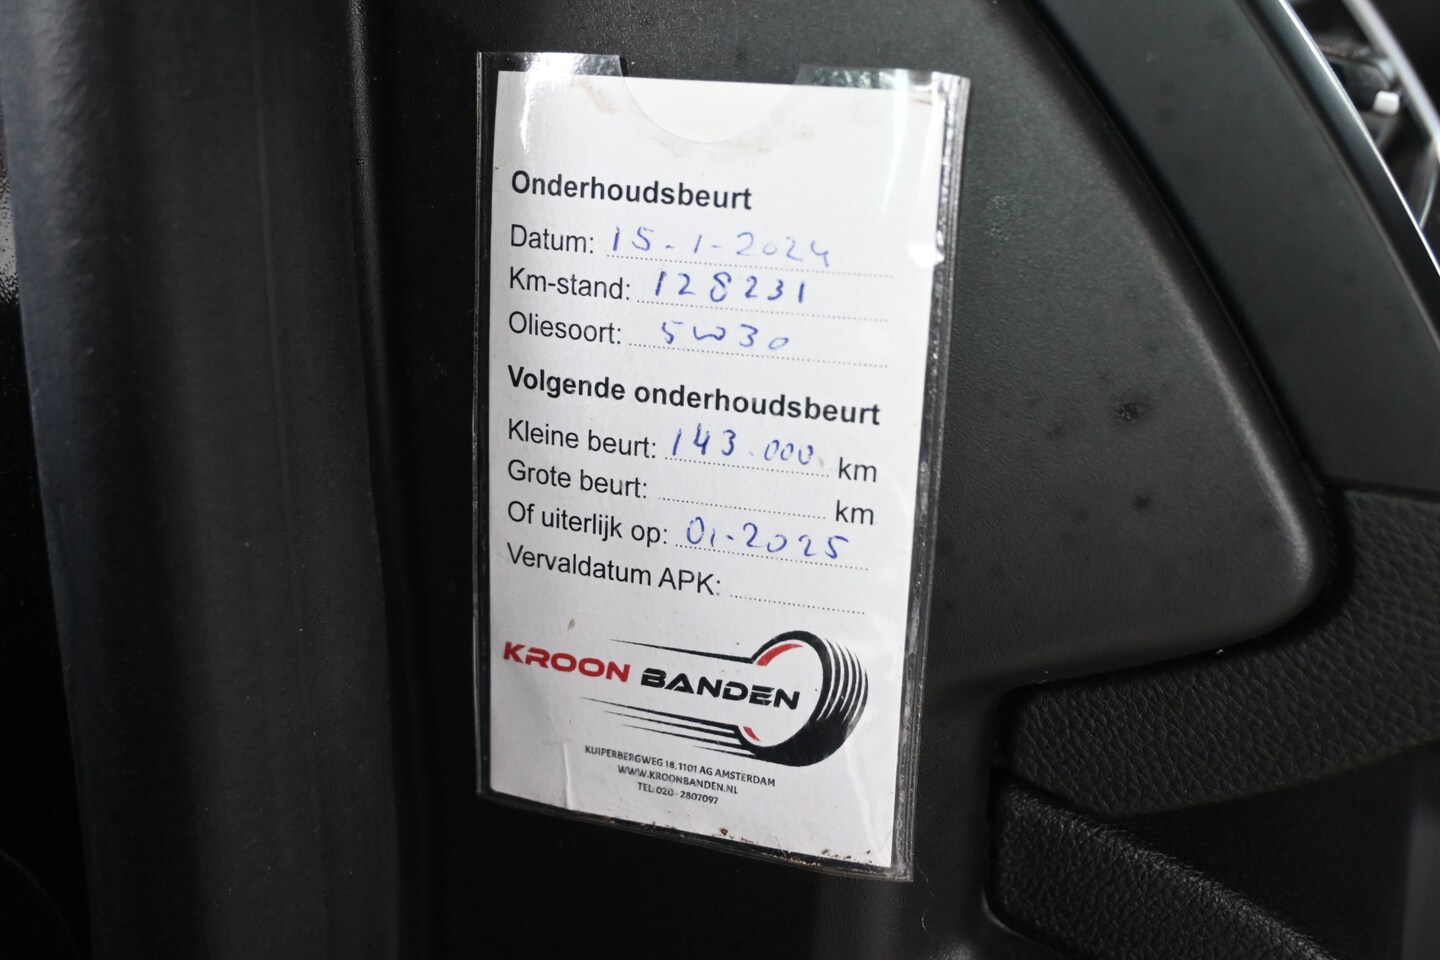 Onderhoudsbeurt
Datum: 15-1-2024
Km-stand: 128231
Oliesoort: 5w30
Volgende onderhoudsbeurt
Kleine beurt: 143.000 km
Grote beurt: km
Of uiterlijk op: 01-2025
Vervaldatum APK:
KROON BANDEN
KUIPERBERGWEG 18, 1101 AG AMSTERDAM
WWW.KROONBANDEN.NL
TEL: 020 - 2807097